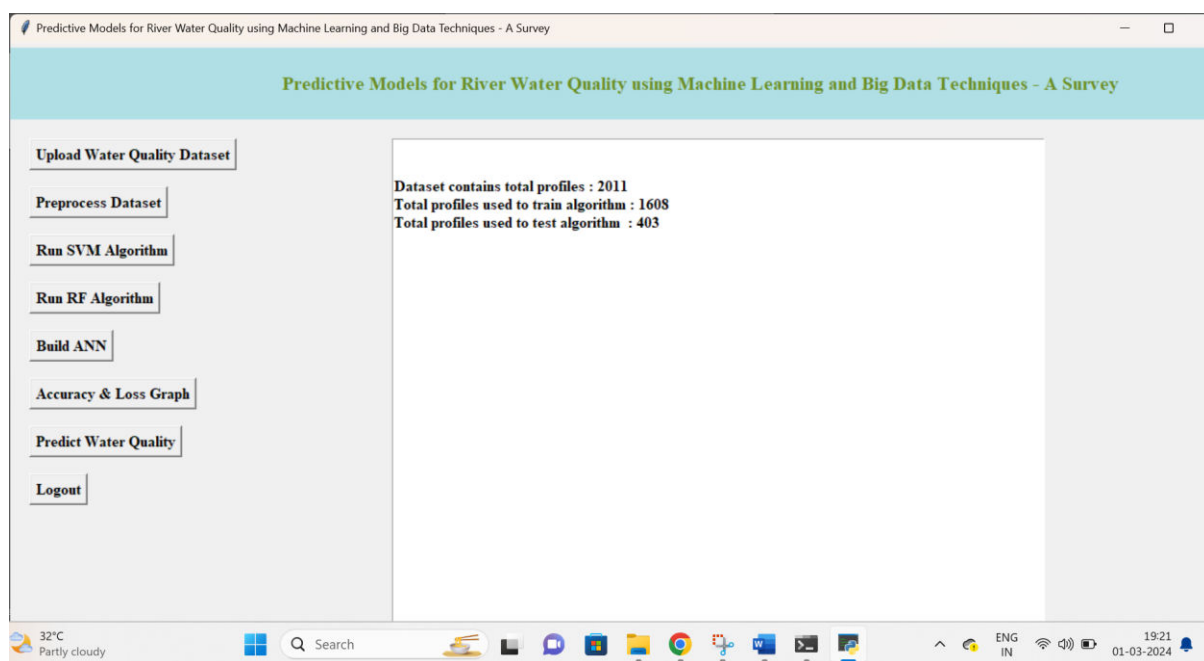 Predictive Models for River Water Quality using Machine Learning and Big Data Techniques - A Survey
Predictive Models for River Water Quality using Machine Learning and Big Data Techniques - A Survey
Upload Water Quality Dataset
Preprocess Dataset
Run SVM Algorithm
Run RF Algorithm
Build ANN
Accuracy & Loss Graph
Predict Water Quality
Logout
Dataset contains total profiles : 2011
Total profiles used to train algorithm : 1608
Total profiles used to test algorithm  : 403
32°C
Partly cloudy
Search
ENG
IN
19:21
01-03-2024